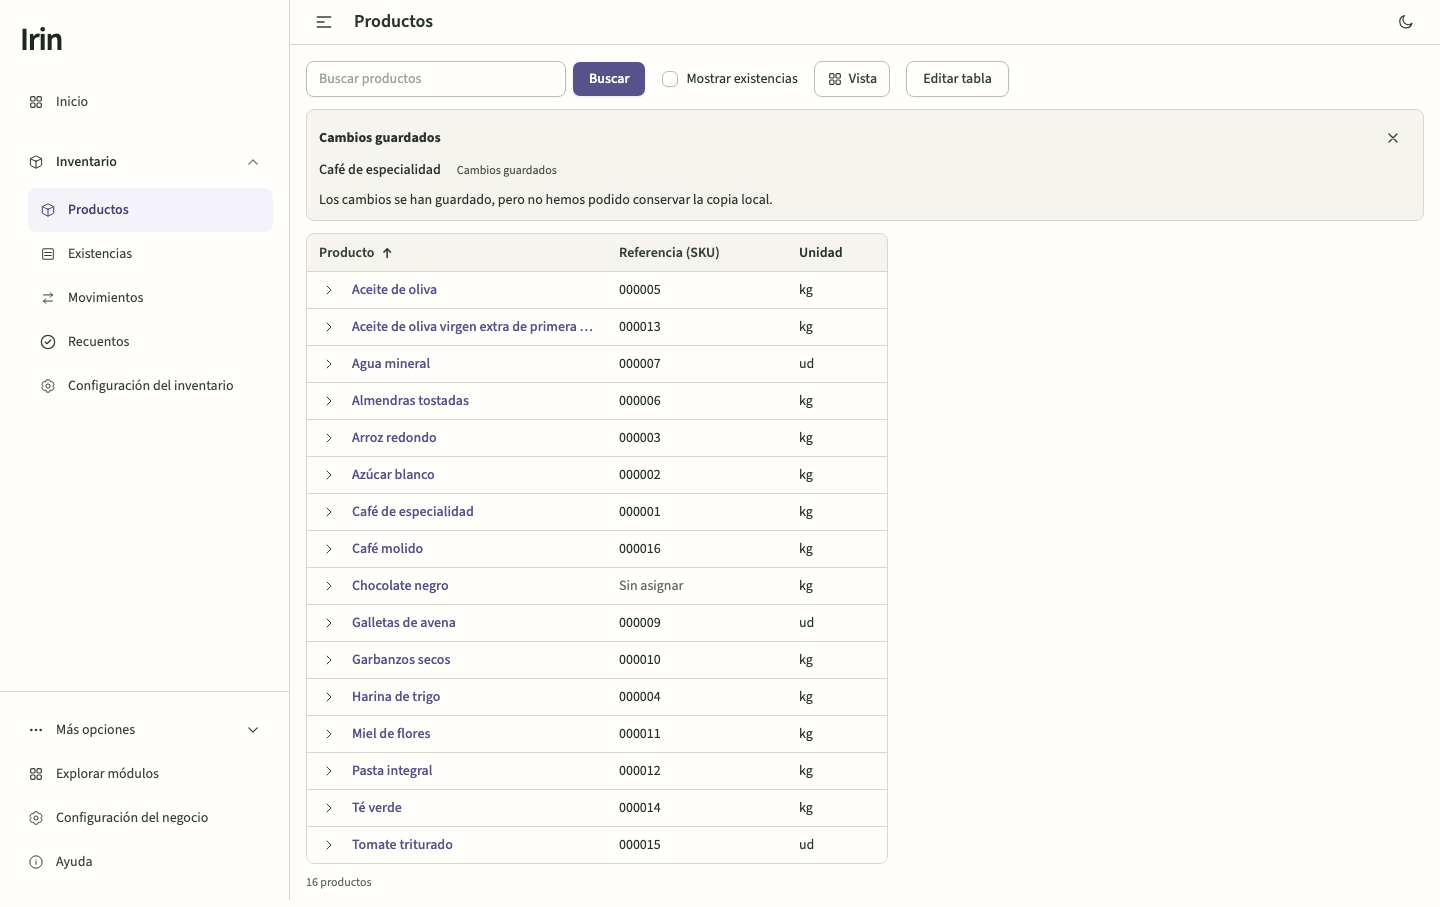 Irin
Inicio
Inventario
Productos
Existencias
Movimientos
Recuentos
Configuración del inventario
Más opciones
Explorar módulos
Configuración del negocio
Ayuda
Productos
Buscar productos Buscar Mostrar existencias Vista Editar tabla
Cambios guardados
Café de especialidad Cambios guardados
Los cambios se han guardado, pero no hemos podido conservar la copia local.
Producto Referencia (SKU) Unidad
Aceite de oliva 000005 kg
Aceite de oliva virgen extra de primera … 000013 kg
Agua mineral 000007 ud
Almendras tostadas 000006 kg
Arroz redondo 000003 kg
Azúcar blanco 000002 kg
Café de especialidad 000001 kg
Café molido 000016 kg
Chocolate negro Sin asignar kg
Galletas de avena 000009 ud
Garbanzos secos 000010 kg
Harina de trigo 000004 kg
Miel de flores 000011 kg
Pasta integral 000012 kg
Té verde 000014 kg
Tomate triturado 000015 ud
16 productos